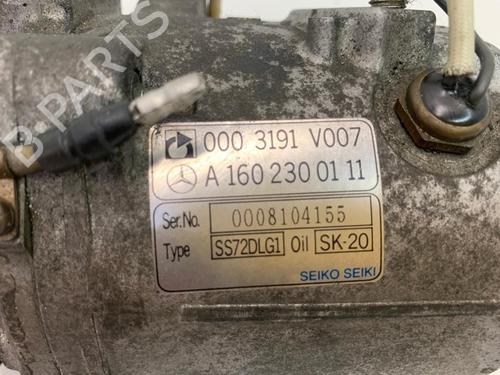 000 3191 V007
A 160 230 01 11
Ser.No. 0008104155
Type SS72DLG1 Oil SK-20
SEIKO SEIKI
B-PARTS